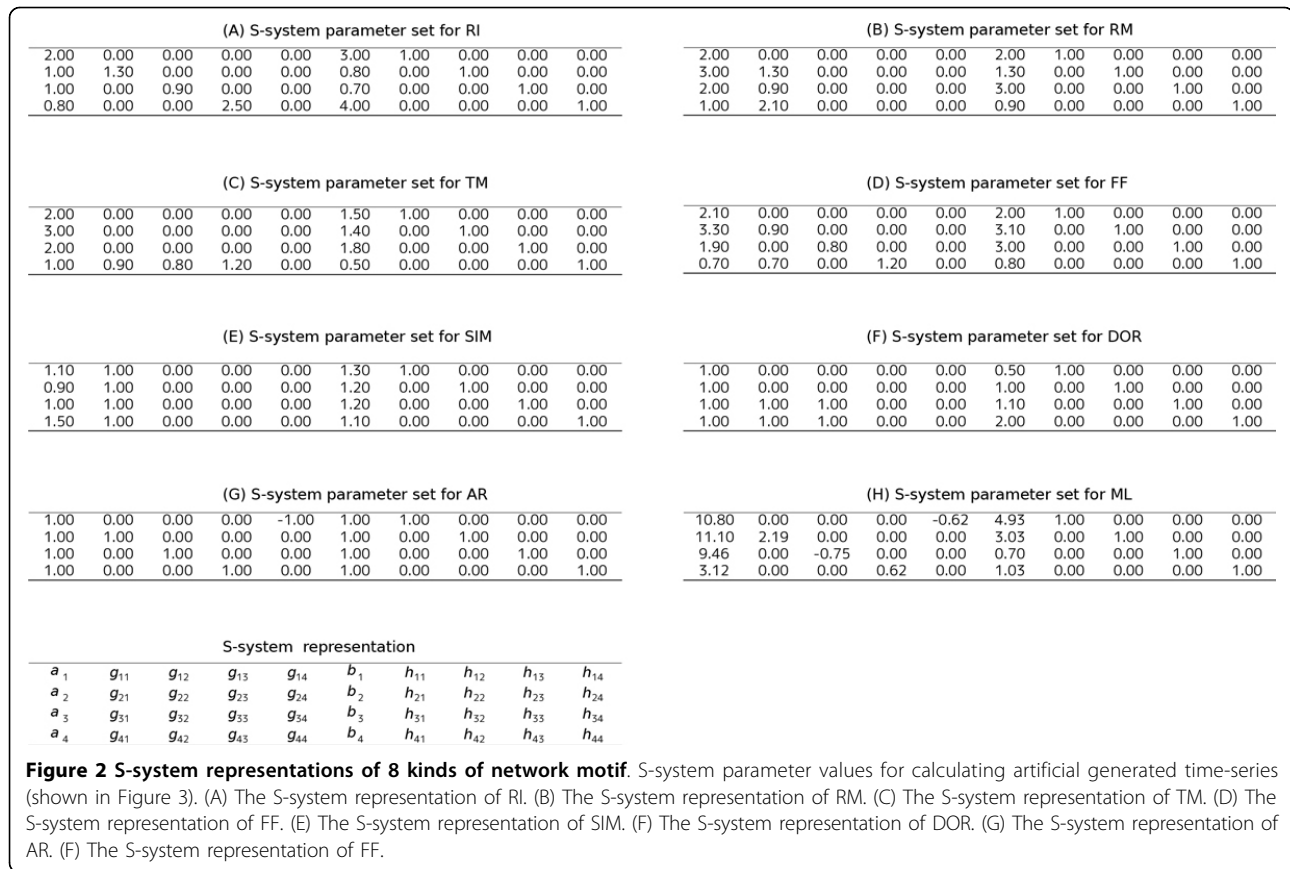 (A) S-system parameter set for RI
2.00 0.00 0.00 0.00 0.00 3.00 1.00 0.00 0.00 0.00
1.00 1.30 0.00 0.00 0.00 0.80 0.00 1.00 0.00 0.00
1.00 0.00 0.90 0.00 0.00 0.70 0.00 0.00 1.00 0.00
0.80 0.00 0.00 2.50 0.00 4.00 0.00 0.00 0.00 1.00
(B) S-system parameter set for RM
2.00 0.00 0.00 0.00 0.00 2.00 1.00 0.00 0.00 0.00
3.00 1.30 0.00 0.00 0.00 1.30 0.00 1.00 0.00 0.00
2.00 0.90 0.00 0.00 0.00 3.00 0.00 0.00 1.00 0.00
1.00 2.10 0.00 0.00 0.00 0.90 0.00 0.00 0.00 1.00
(C) S-system parameter set for TM
2.00 0.00 0.00 0.00 0.00 1.50 1.00 0.00 0.00 0.00
3.00 0.00 0.00 0.00 0.00 1.40 0.00 1.00 0.00 0.00
2.00 0.00 0.00 0.00 0.00 1.80 0.00 0.00 1.00 0.00
1.00 0.90 0.80 1.20 0.00 0.50 0.00 0.00 0.00 1.00
(D) S-system parameter set for FF
2.10 0.00 0.00 0.00 0.00 2.00 1.00 0.00 0.00 0.00
3.30 0.90 0.00 0.00 0.00 3.10 0.00 1.00 0.00 0.00
1.90 0.00 0.80 0.00 0.00 3.00 0.00 0.00 1.00 0.00
0.70 0.70 0.00 1.20 0.00 0.80 0.00 0.00 0.00 1.00
(E) S-system parameter set for SIM
1.10 1.00 0.00 0.00 0.00 1.30 1.00 0.00 0.00 0.00
0.90 1.00 0.00 0.00 0.00 1.20 0.00 1.00 0.00 0.00
1.00 1.00 0.00 0.00 0.00 1.20 0.00 0.00 1.00 0.00
1.50 1.00 0.00 0.00 0.00 1.10 0.00 0.00 0.00 1.00
(F) S-system parameter set for DOR
1.00 0.00 0.00 0.00 0.00 0.50 1.00 0.00 0.00 0.00
1.00 0.00 0.00 0.00 0.00 1.00 0.00 1.00 0.00 0.00
1.00 1.00 1.00 0.00 0.00 1.10 0.00 0.00 1.00 0.00
1.00 1.00 1.00 0.00 0.00 2.00 0.00 0.00 0.00 1.00
(G) S-system parameter set for AR
1.00 0.00 0.00 0.00 -1.00 1.00 1.00 0.00 0.00 0.00
1.00 1.00 0.00 0.00 0.00 1.00 0.00 1.00 0.00 0.00
1.00 0.00 1.00 0.00 0.00 1.00 0.00 0.00 1.00 0.00
1.00 0.00 0.00 1.00 0.00 1.00 0.00 0.00 0.00 1.00
(H) S-system parameter set for ML
10.80 0.00 0.00 0.00 -0.62 4.93 1.00 0.00 0.00 0.00
11.10 2.19 0.00 0.00 0.00 3.03 0.00 1.00 0.00 0.00
9.46 0.00 -0.75 0.00 0.00 0.70 0.00 0.00 1.00 0.00
3.12 0.00 0.00 0.62 0.00 1.03 0.00 0.00 0.00 1.00
S-system representation
a₁ g₁₁ g₁₂ g₁₃ g₁₄ b₁ h₁₁ h₁₂ h₁₃ h₁₄
a₂ g₂₁ g₂₂ g₂₃ g₂₄ b₂ h₂₁ h₂₂ h₂₃ h₂₄
a₃ g₃₁ g₃₂ g₃₃ g₃₄ b₃ h₃₁ h₃₂ h₃₃ h₃₄
a₄ g₄₁ g₄₂ g₄₃ g₄₄ b₄ h₄₁ h₄₂ h₄₃ h₄₄
Figure 2 S-system representations of 8 kinds of network motif. S-system parameter values for calculating artificial generated time-series
(shown in Figure 3). (A) The S-system representation of RI. (B) The S-system representation of RM. (C) The S-system representation of TM. (D) The
S-system representation of FF. (E) The S-system representation of SIM. (F) The S-system representation of DOR. (G) The S-system representation of
AR. (F) The S-system representation of FF.